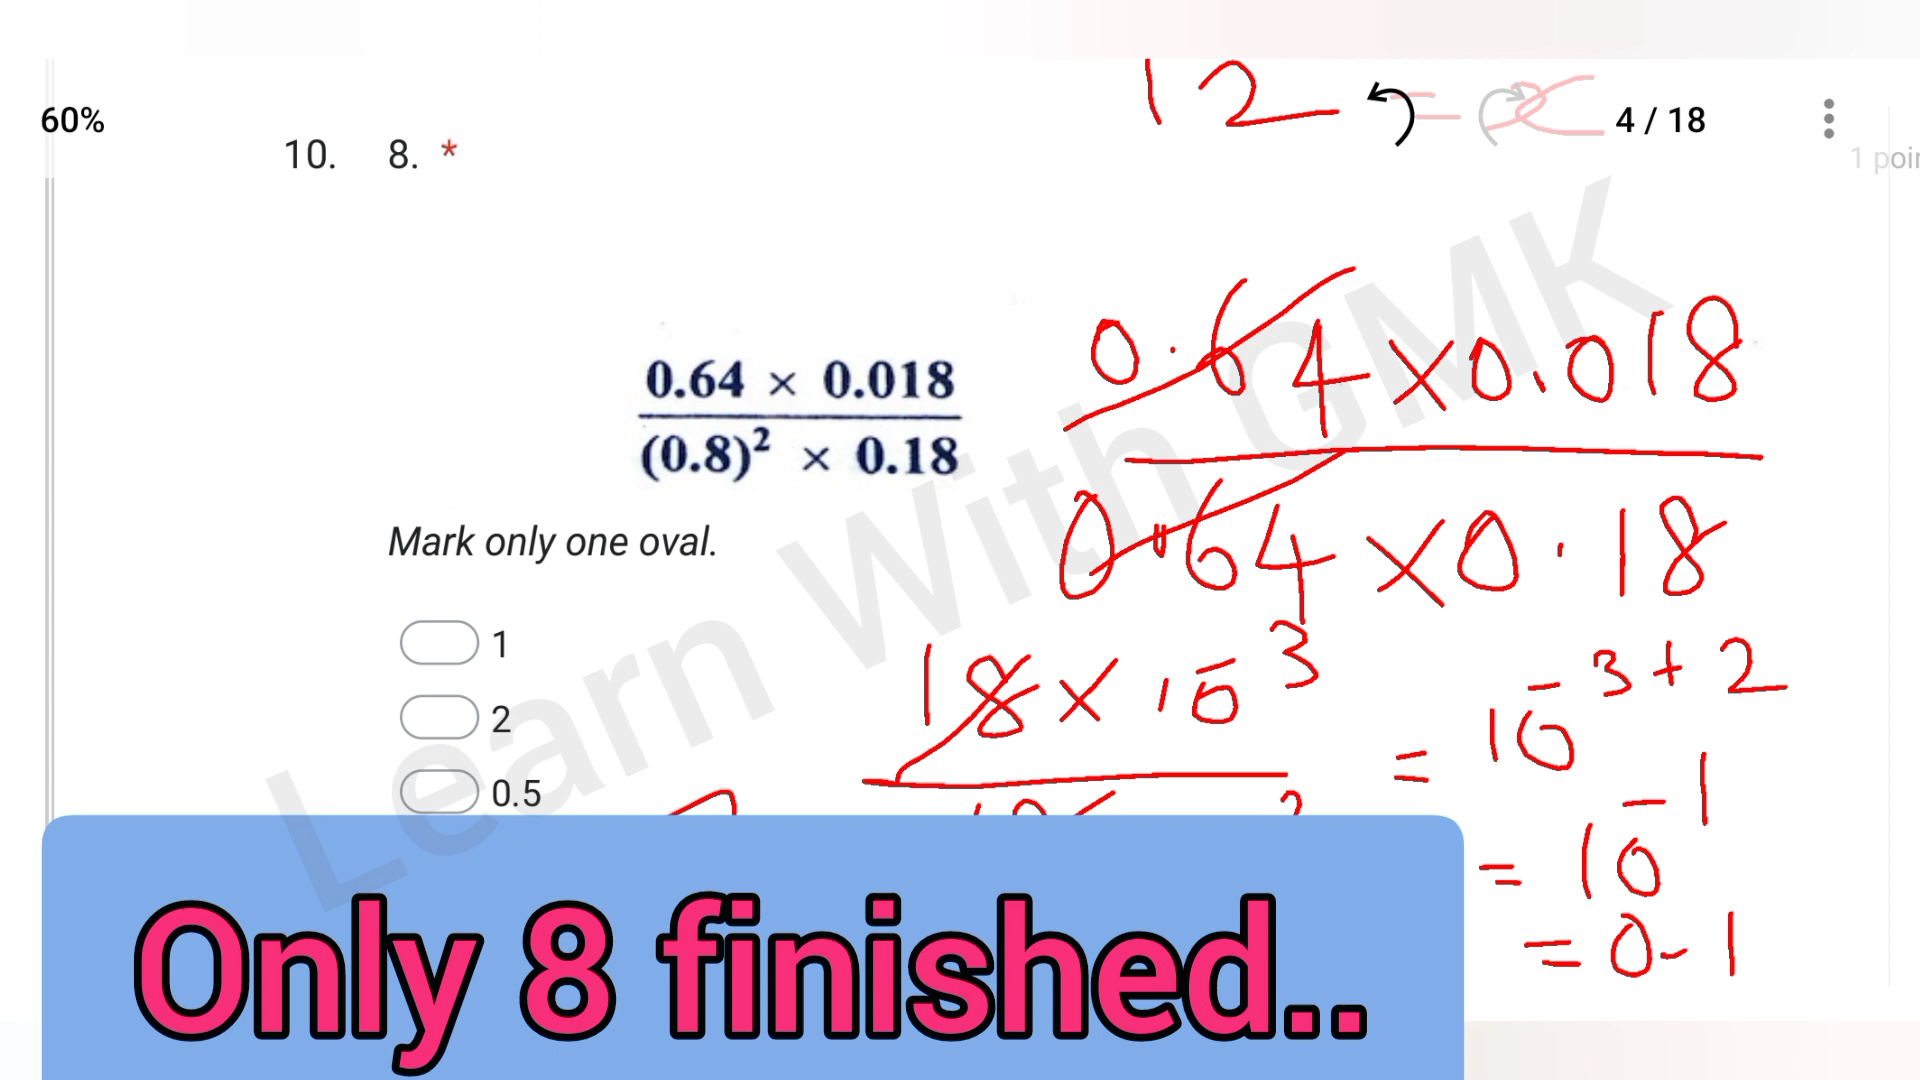 12 = x
60%
4 / 18
10. 8. *
1 poin
0.64 × 0.018
(0.8)² × 0.18
0.64 × 0.018
0.64 × 0.18
Mark only one oval.
1
2
0.5
18 × 10⁻³
= 10⁻³⁺²
= 10⁻¹
= 0.1
Learn With GMK
Only 8 finished..